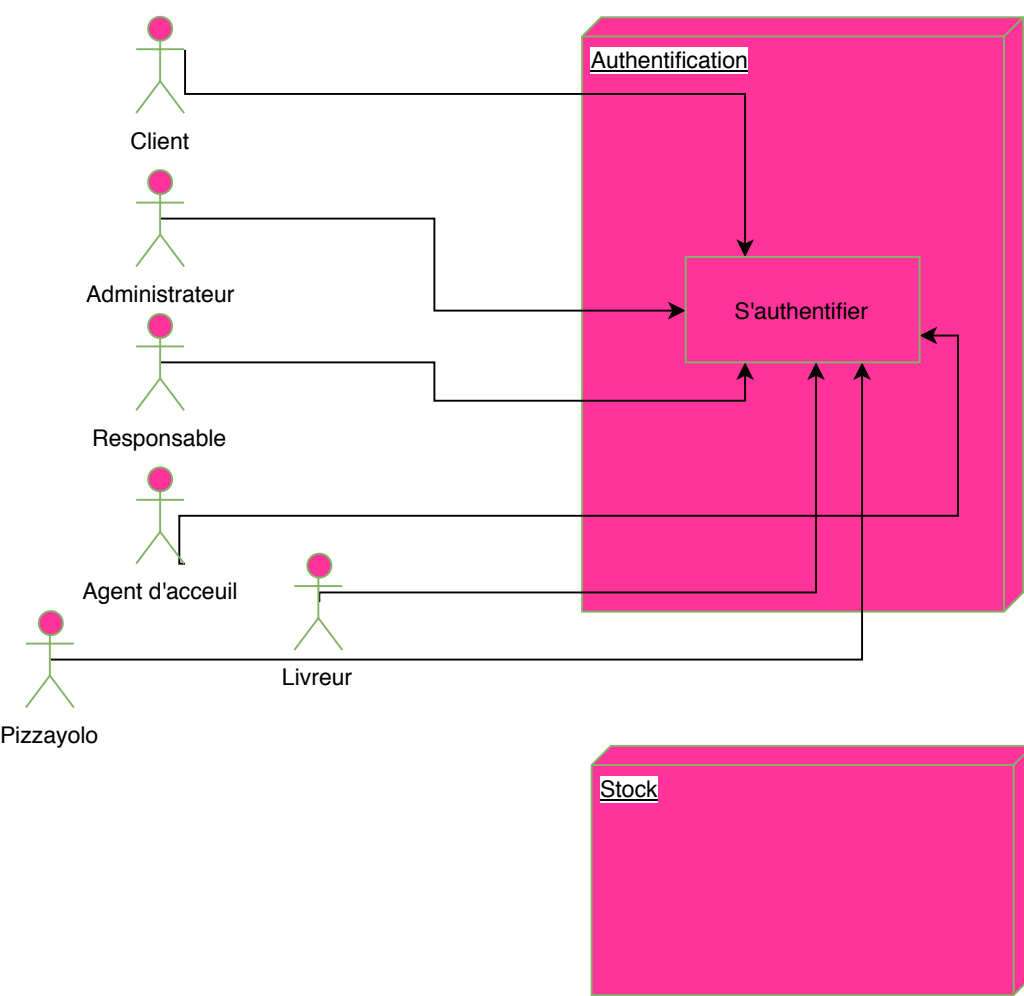 Authentification
Client
Administrateur
S'authentifier
Responsable
Agent d'acceuil
Livreur
Pizzayolo
Stock